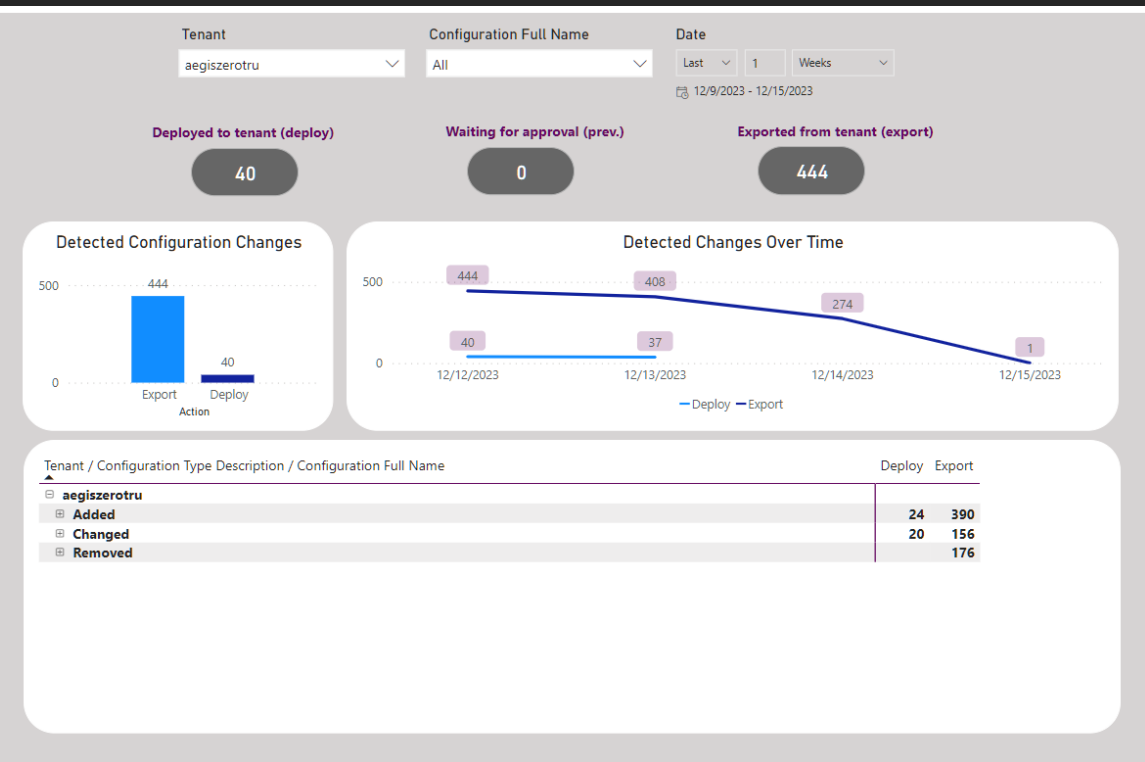 Tenant Configuration Full Name Date
aegiszerotru All Last 1 Weeks
12/9/2023 - 12/15/2023
Deployed to tenant (deploy) Waiting for approval (prev.) Exported from tenant (export)
40 0 444
Detected Configuration Changes
500
444
40
0
Export Deploy
Action
Detected Changes Over Time
500
444 408 274 1
40 37
0
12/12/2023 12/13/2023 12/14/2023 12/15/2023
Deploy Export
Tenant / Configuration Type Description / Configuration Full Name Deploy Export
aegiszerotru
Added 24 390
Changed 20 156
Removed 176